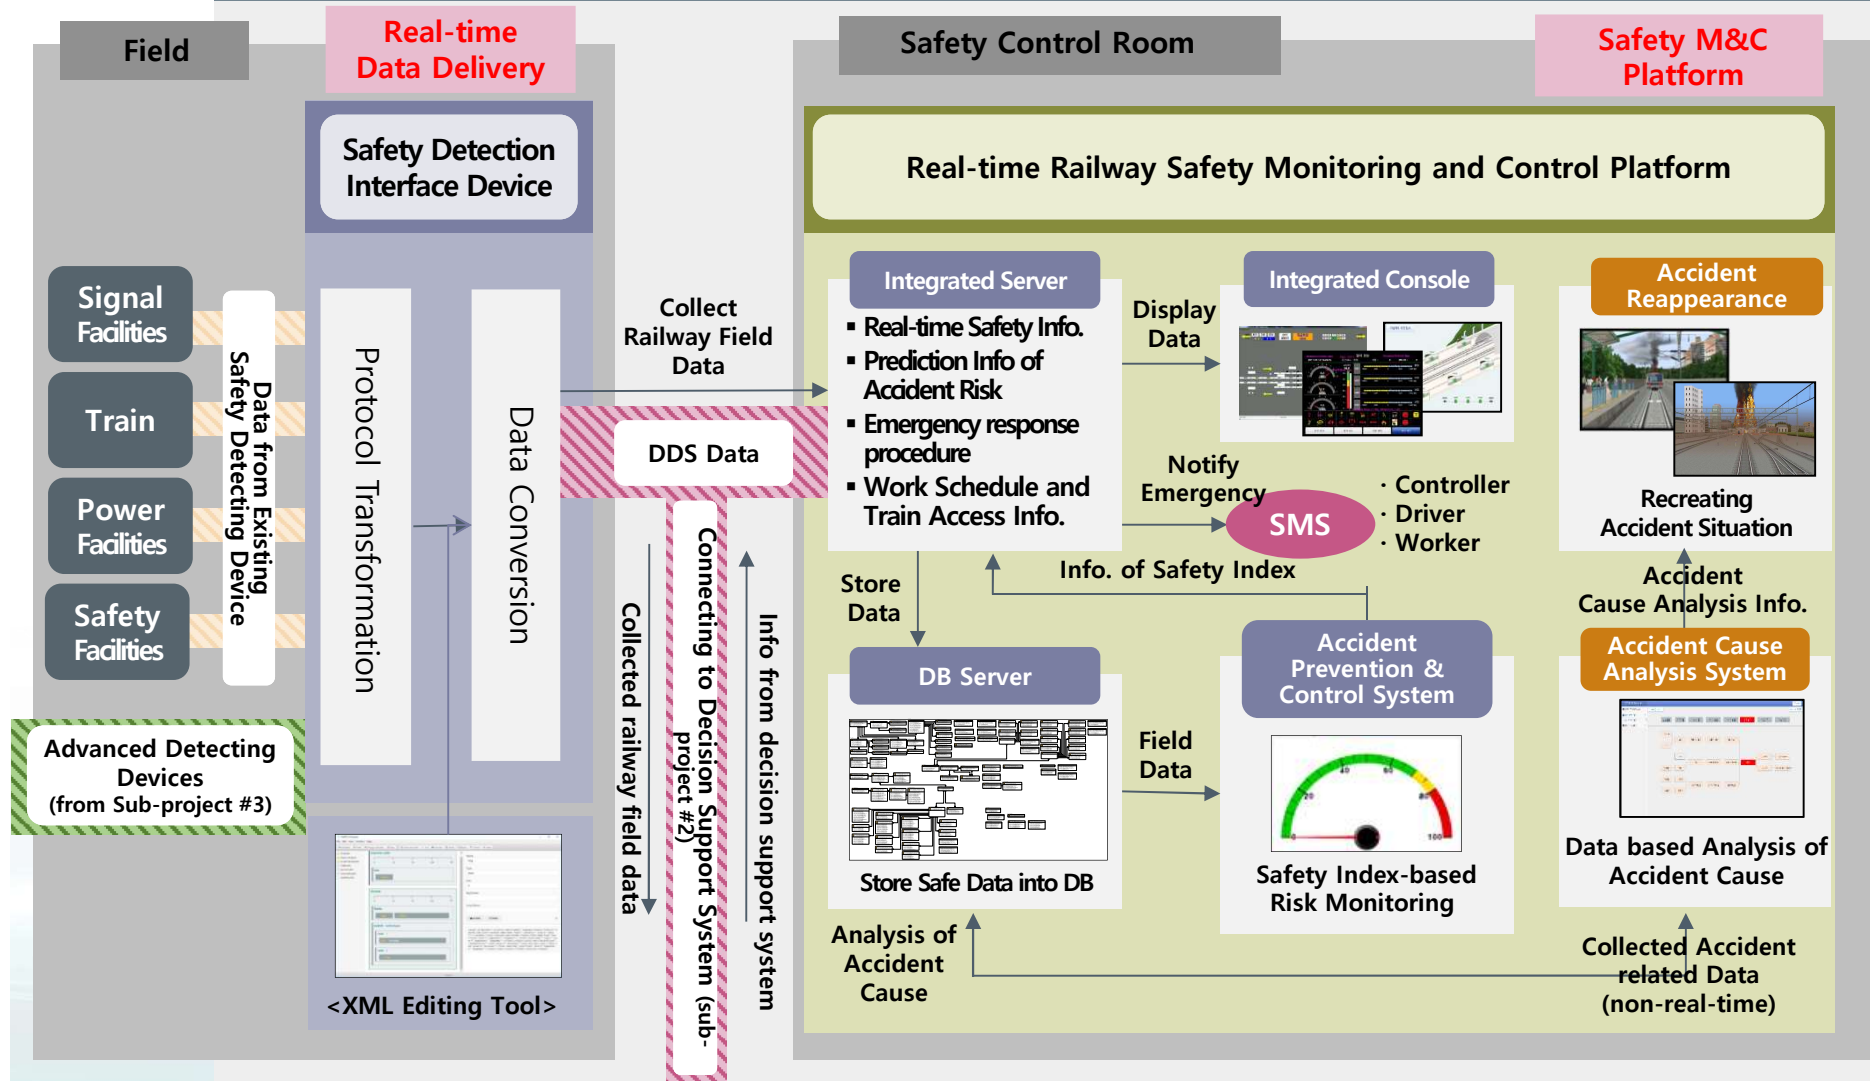 Field
Real-time
Data Delivery
Safety Control Room
Safety M&C
Platform
Safety Detection
Interface Device
Real-time Railway Safety Monitoring and Control Platform
Signal
Facilities
Train
Power
Facilities
Safety
Facilities
Data from Existing
Safety Detecting Device
Advanced Detecting
Devices
(from Sub-project #3)
Protocol Transformation
Data Conversion
<XML Editing Tool>
Collect
Railway Field
Data
DDS Data
Collected railway field data
Connecting to Decision Support System (sub-
project #2)
Info from decision support system
Integrated Server
▪ Real-time Safety Info.
▪ Prediction Info of
Accident Risk
▪ Emergency response
procedure
▪ Work Schedule and
Train Access Info.
Display
Data
Integrated Console
Notify
Emergency
SMS
· Controller
· Driver
· Worker
Info. of Safety Index
Store
Data
DB Server
Store Safe Data into DB
Field
Data
Accident
Prevention &
Control System
0
20
40
60
80
100
Safety Index-based
Risk Monitoring
Accident
Reappearance
Recreating
Accident Situation
Accident
Cause Analysis Info.
Accident Cause
Analysis System
Data based Analysis of
Accident Cause
Analysis of
Accident
Cause
Collected Accident
related Data
(non-real-time)